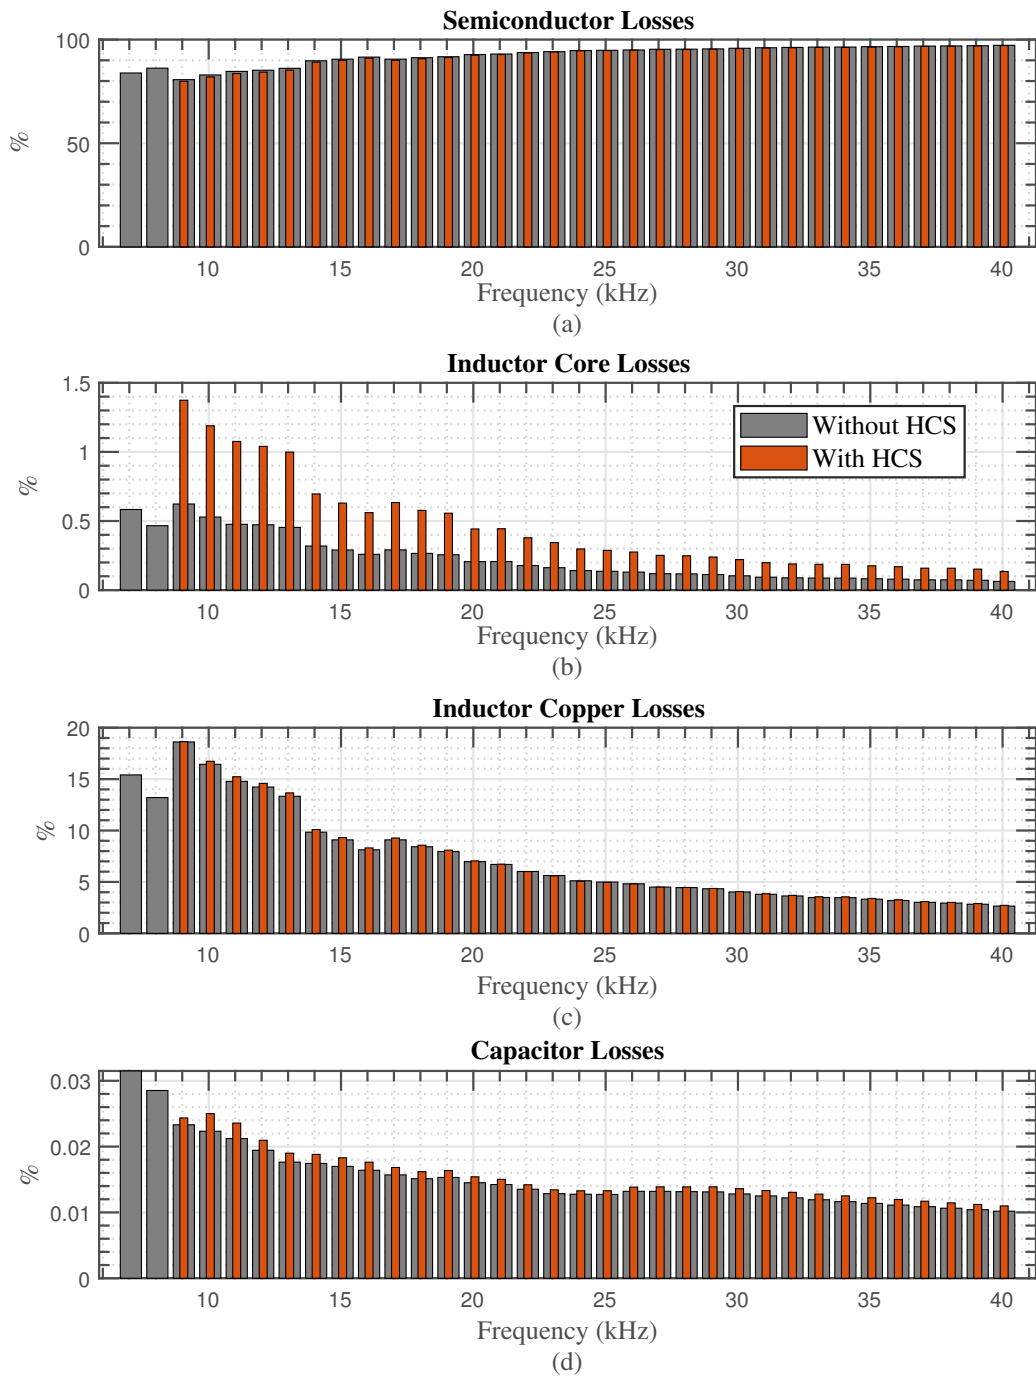 Semiconductor Losses
100
50
0
%
10 15 20 25 30 35 40
Frequency (kHz)
(a)
Inductor Core Losses
1.5
1
0.5
0
%
Without HCS
With HCS
10 15 20 25 30 35 40
Frequency (kHz)
(b)
Inductor Copper Losses
20
15
10
5
0
%
10 15 20 25 30 35 40
Frequency (kHz)
(c)
Capacitor Losses
0.03
0.02
0.01
0
%
10 15 20 25 30 35 40
Frequency (kHz)
(d)